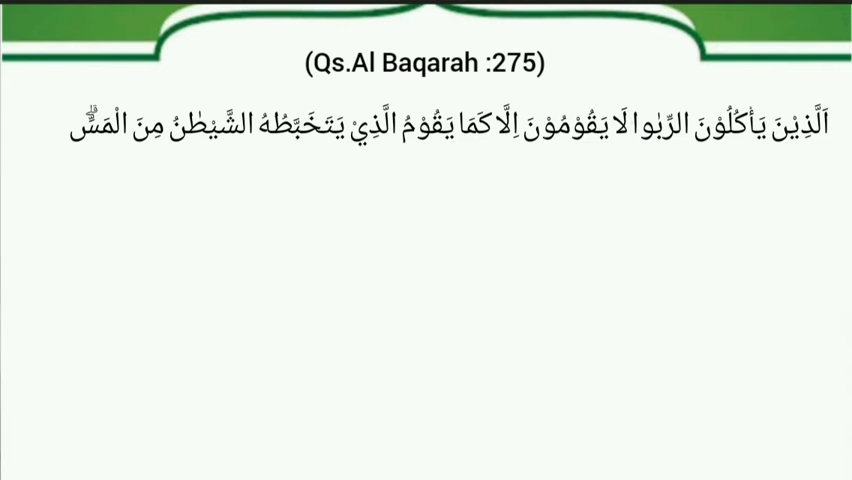 (Qs.Al Baqarah :275)
اَلَّذِيْنَ يَأْكُلُوْنَ الرِّبٰوا لَا يَقُوْمُوْنَ اِلَّا كَمَا يَقُوْمُ الَّذِيْ يَتَخَبَّطُهُ الشَّيْطٰنُ مِنَ الْمَسِّۗ